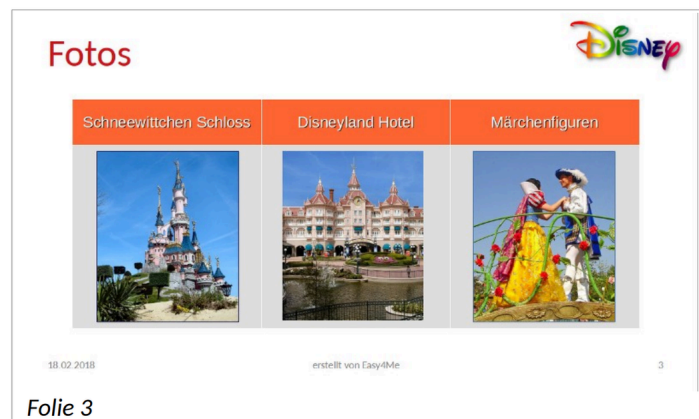 Fotos
Disney
Schneewittchen Schloss
Disneyland Hotel
Märchenfiguren
18.02.2018
erstellt von Easy4Me
3
Folie 3